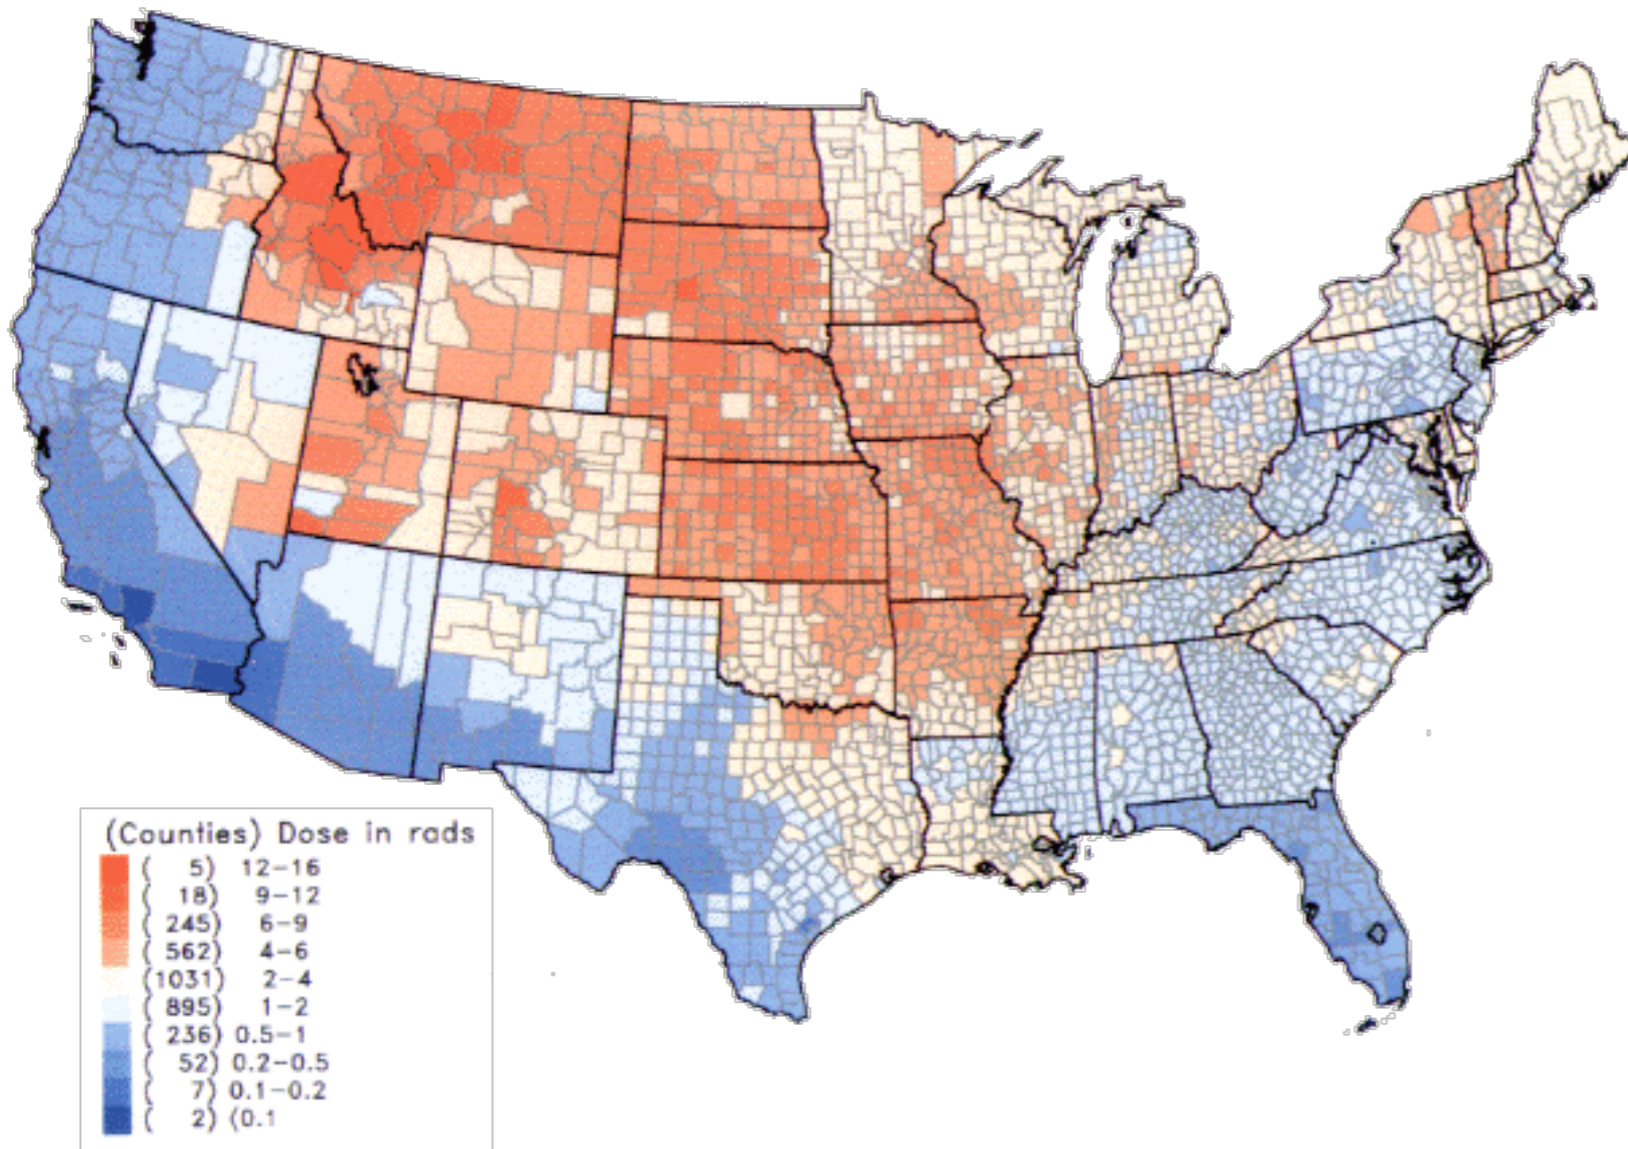 (Counties) Dose in rads
( 5) 12-16
( 18) 9-12
( 245) 6-9
( 562) 4-6
(1031) 2-4
( 895) 1-2
( 236) 0.5-1
( 52) 0.2-0.5
( 7) 0.1-0.2
( 2) (0.1